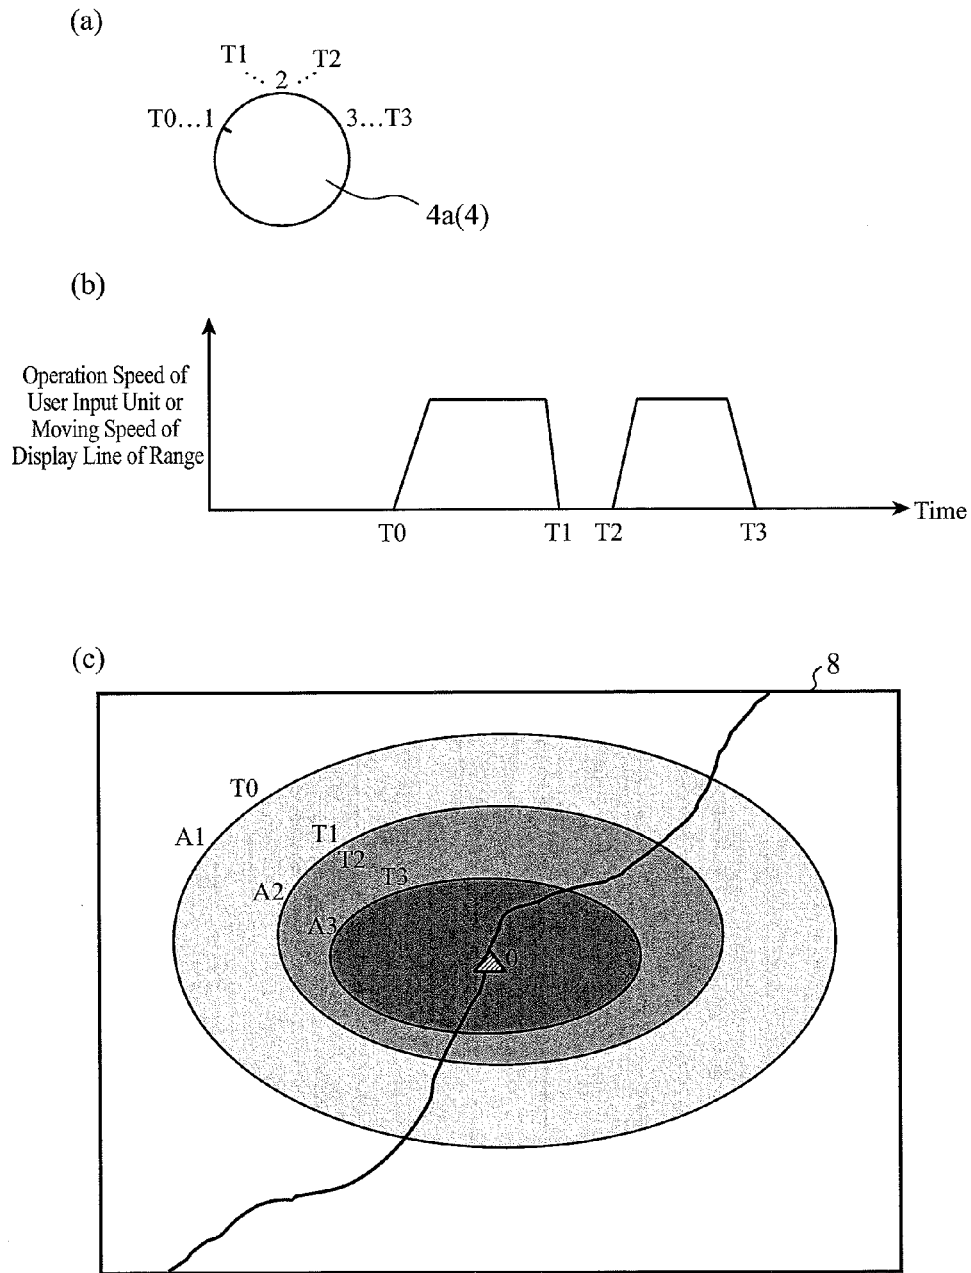 (a)
T1 2 T2
T0...1
3...T3
4a(4)
(b)
Operation Speed of
User Input Unit or
Moving Speed of
Display Line of Range
Time
T0 T1 T2 T3
(c)
8
T0
A1
T1
T2
T3
A2
A3
0